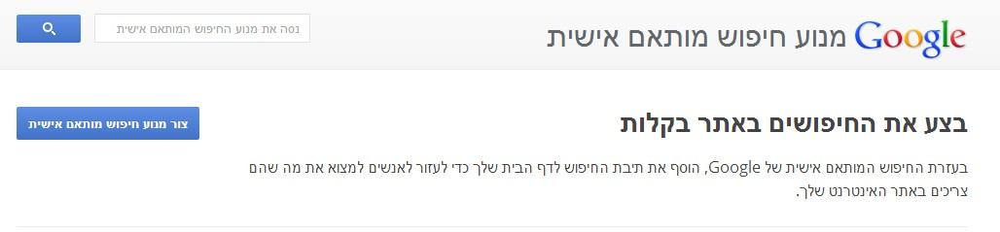 Google מנוע חיפוש מותאם אישית
נסה את מנוע החיפוש המותאם אישית
בצע את החיפושים באתר בקלות
צור מנוע חיפוש מותאם אישית
בעזרת החיפוש המותאם אישית של Google, הוסף את תיבת החיפוש לדף הבית שלך כדי לעזור לאנשים למצוא את מה שהם
צריכים באתר האינטרנט שלך.